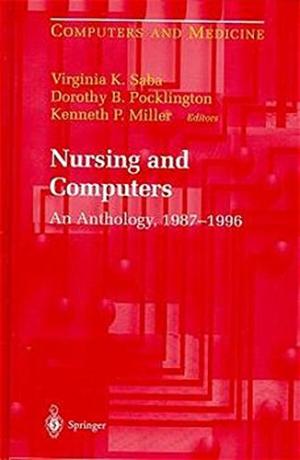 COMPUTERS AND MEDICINE
Virginia K. Saba
Dorothy B. Pocklington
Kenneth P. Miller Editors
Nursing and
Computers
An Anthology, 1987–1996
Springer